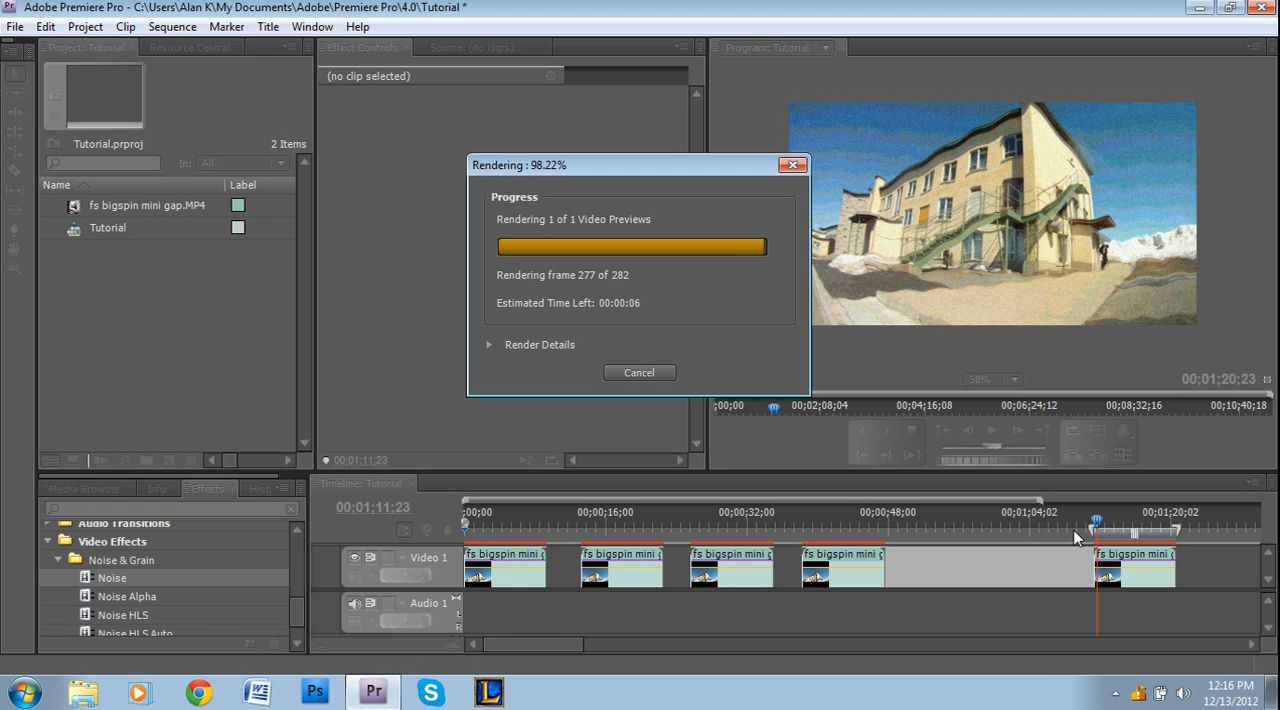 Adobe Premiere Pro - C:\Users\Alan K\My Documents\Adobe\Premiere Pro\4.0\Tutorial *
File Edit Project Clip Sequence Marker Title Window Help
Project: Tutorial Resource Central
Effect Controls Source: (no clips)
Program: Tutorial
(no clip selected)
Tutorial.prproj 2 Items
In: All
Name Label
fs bigspin mini gap.MP4
Tutorial
Rendering : 98.22%
Progress
Rendering 1 of 1 Video Previews
Rendering frame 277 of 282
Estimated Time Left: 00:00:06
Render Details
Cancel
50% 00;01;20;23
;00;00 00;02;08;04 00;04;16;08 00;06;24;12 00;08;32;16 00;10;40;18
00;01;11;23
Media Browser Info Effects Hist
Audio Transitions
Video Effects
Noise & Grain
Noise
Noise Alpha
Noise HLS
Noise HLS Auto
Timeline: Tutorial
00;01;11;23
;00;00 00;00;16;00 00;00;32;00 00;00;48;00 00;01;04;02 00;01;20;02
Video 1
fs bigspin mini fs bigspin mini fs bigspin mini fs bigspin mini fs bigspin mini
Audio 1
L
R
Ps Pr S W L
12:16 PM
12/13/2012